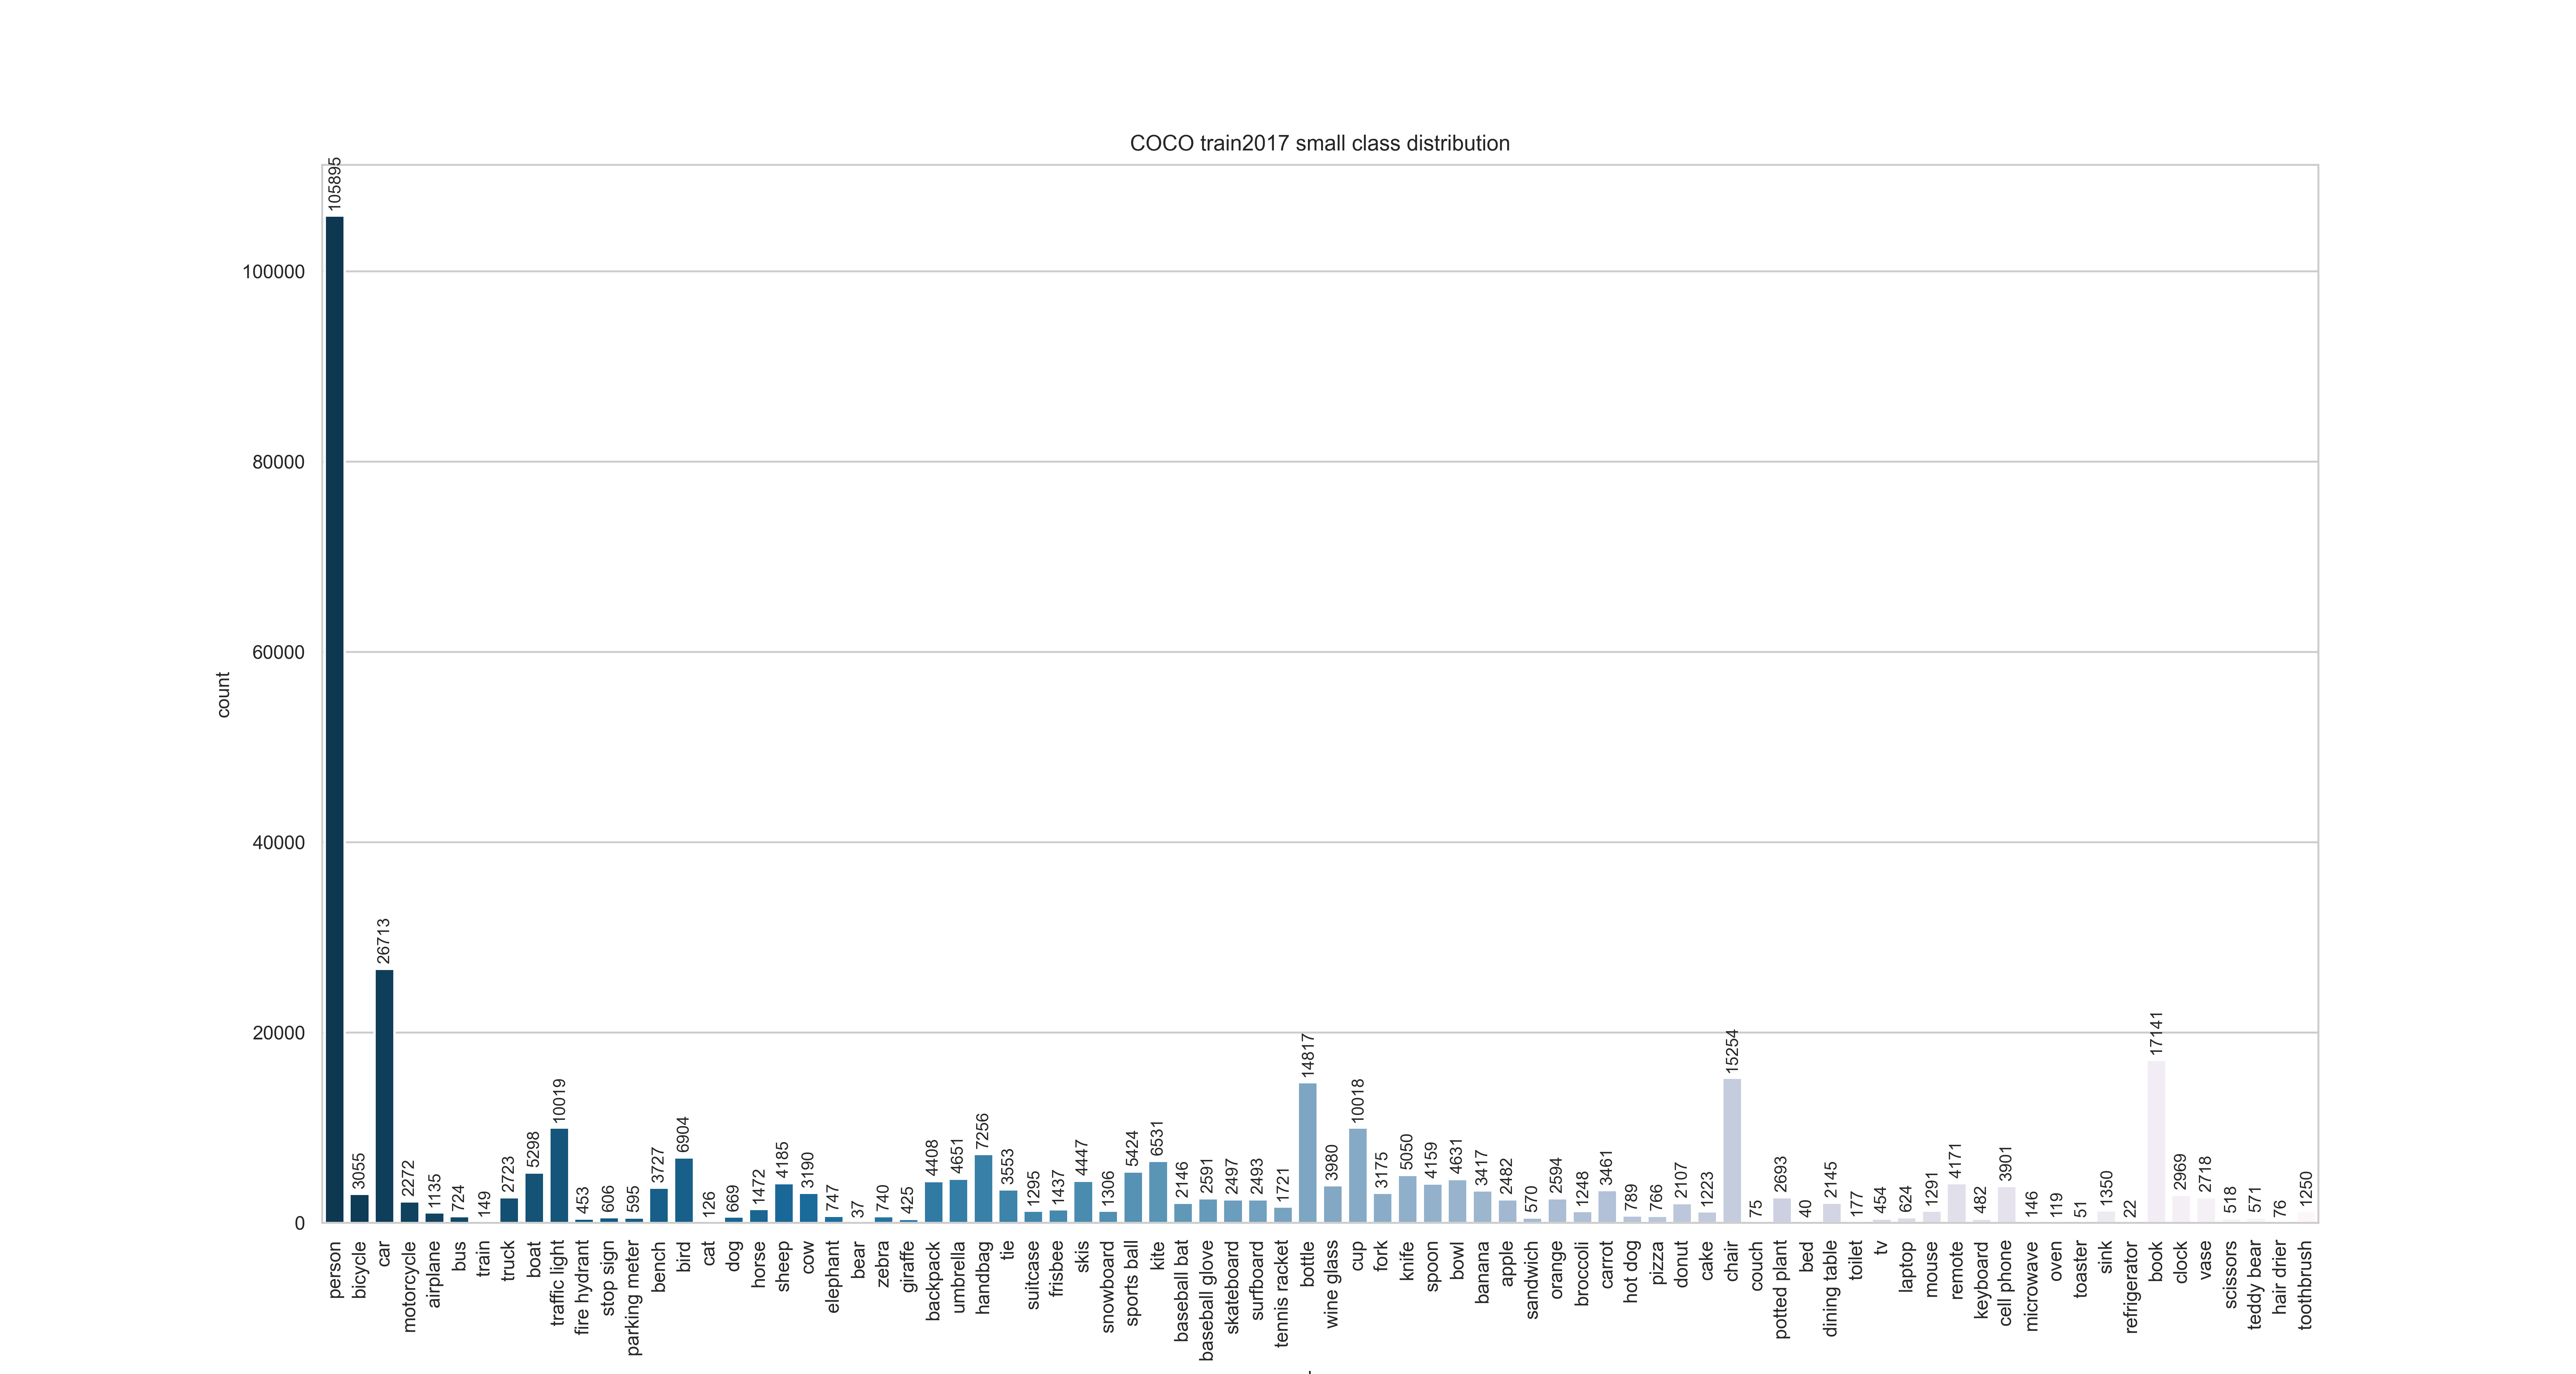 COCO train2017 small class distribution
count
100000
80000
60000
40000
20000
0
105895
3055
26713
2272
1135
724
149
2723
5298
10019
453
606
595
3727
6904
126
669
1472
4185
3190
747
37
740
425
4408
4651
7256
3553
1295
1437
4447
1306
5424
6531
2146
2591
2497
2493
1721
14817
3980
10018
3175
5050
4159
4631
3417
2482
570
2594
1248
3461
789
766
2107
1223
15254
75
2693
40
2145
177
454
624
1291
4171
482
3901
146
119
51
1350
22
17141
2969
2718
518
571
76
1250
person
bicycle
car
motorcycle
airplane
bus
train
truck
boat
traffic light
fire hydrant
stop sign
parking meter
bench
bird
cat
dog
horse
sheep
cow
elephant
bear
zebra
giraffe
backpack
umbrella
handbag
tie
suitcase
frisbee
skis
snowboard
sports ball
kite
baseball bat
baseball glove
skateboard
surfboard
tennis racket
bottle
wine glass
cup
fork
knife
spoon
bowl
banana
apple
sandwich
orange
broccoli
carrot
hot dog
pizza
donut
cake
chair
couch
potted plant
bed
dining table
toilet
tv
laptop
mouse
remote
keyboard
cell phone
microwave
oven
toaster
sink
refrigerator
book
clock
vase
scissors
teddy bear
hair drier
toothbrush